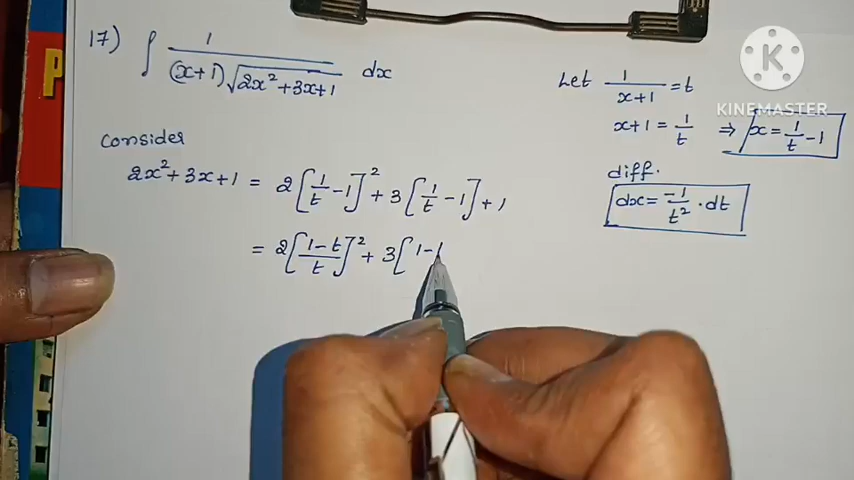 17) ∫ 1/((x+1)√(2x²+3x+1)) dx
Let 1/(x+1) = t
x+1 = 1/t ⇒ x = 1/t - 1
diff.
dx = -1/t² · dt
Consider
2x² + 3x + 1 = 2[1/t - 1]² + 3[1/t - 1] + 1
= 2[(1-t)/t]² + 3[1-
K
KINEMASTER